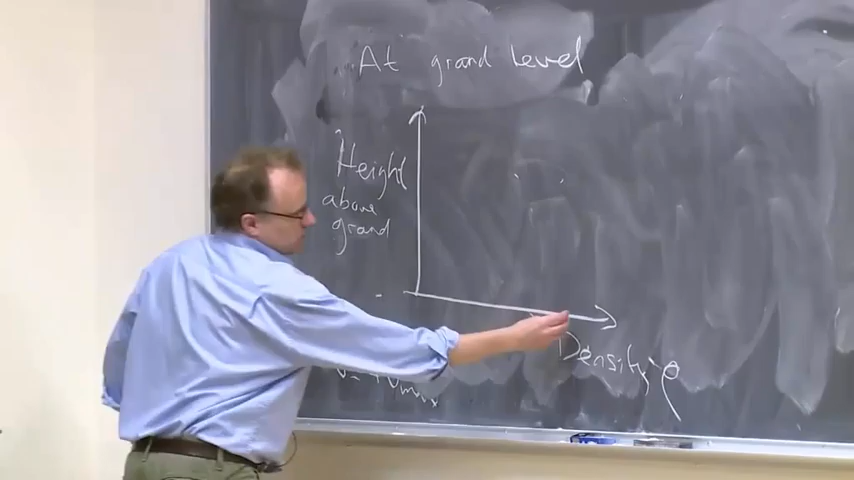 At grand level
Height
above
grand
Density ρ